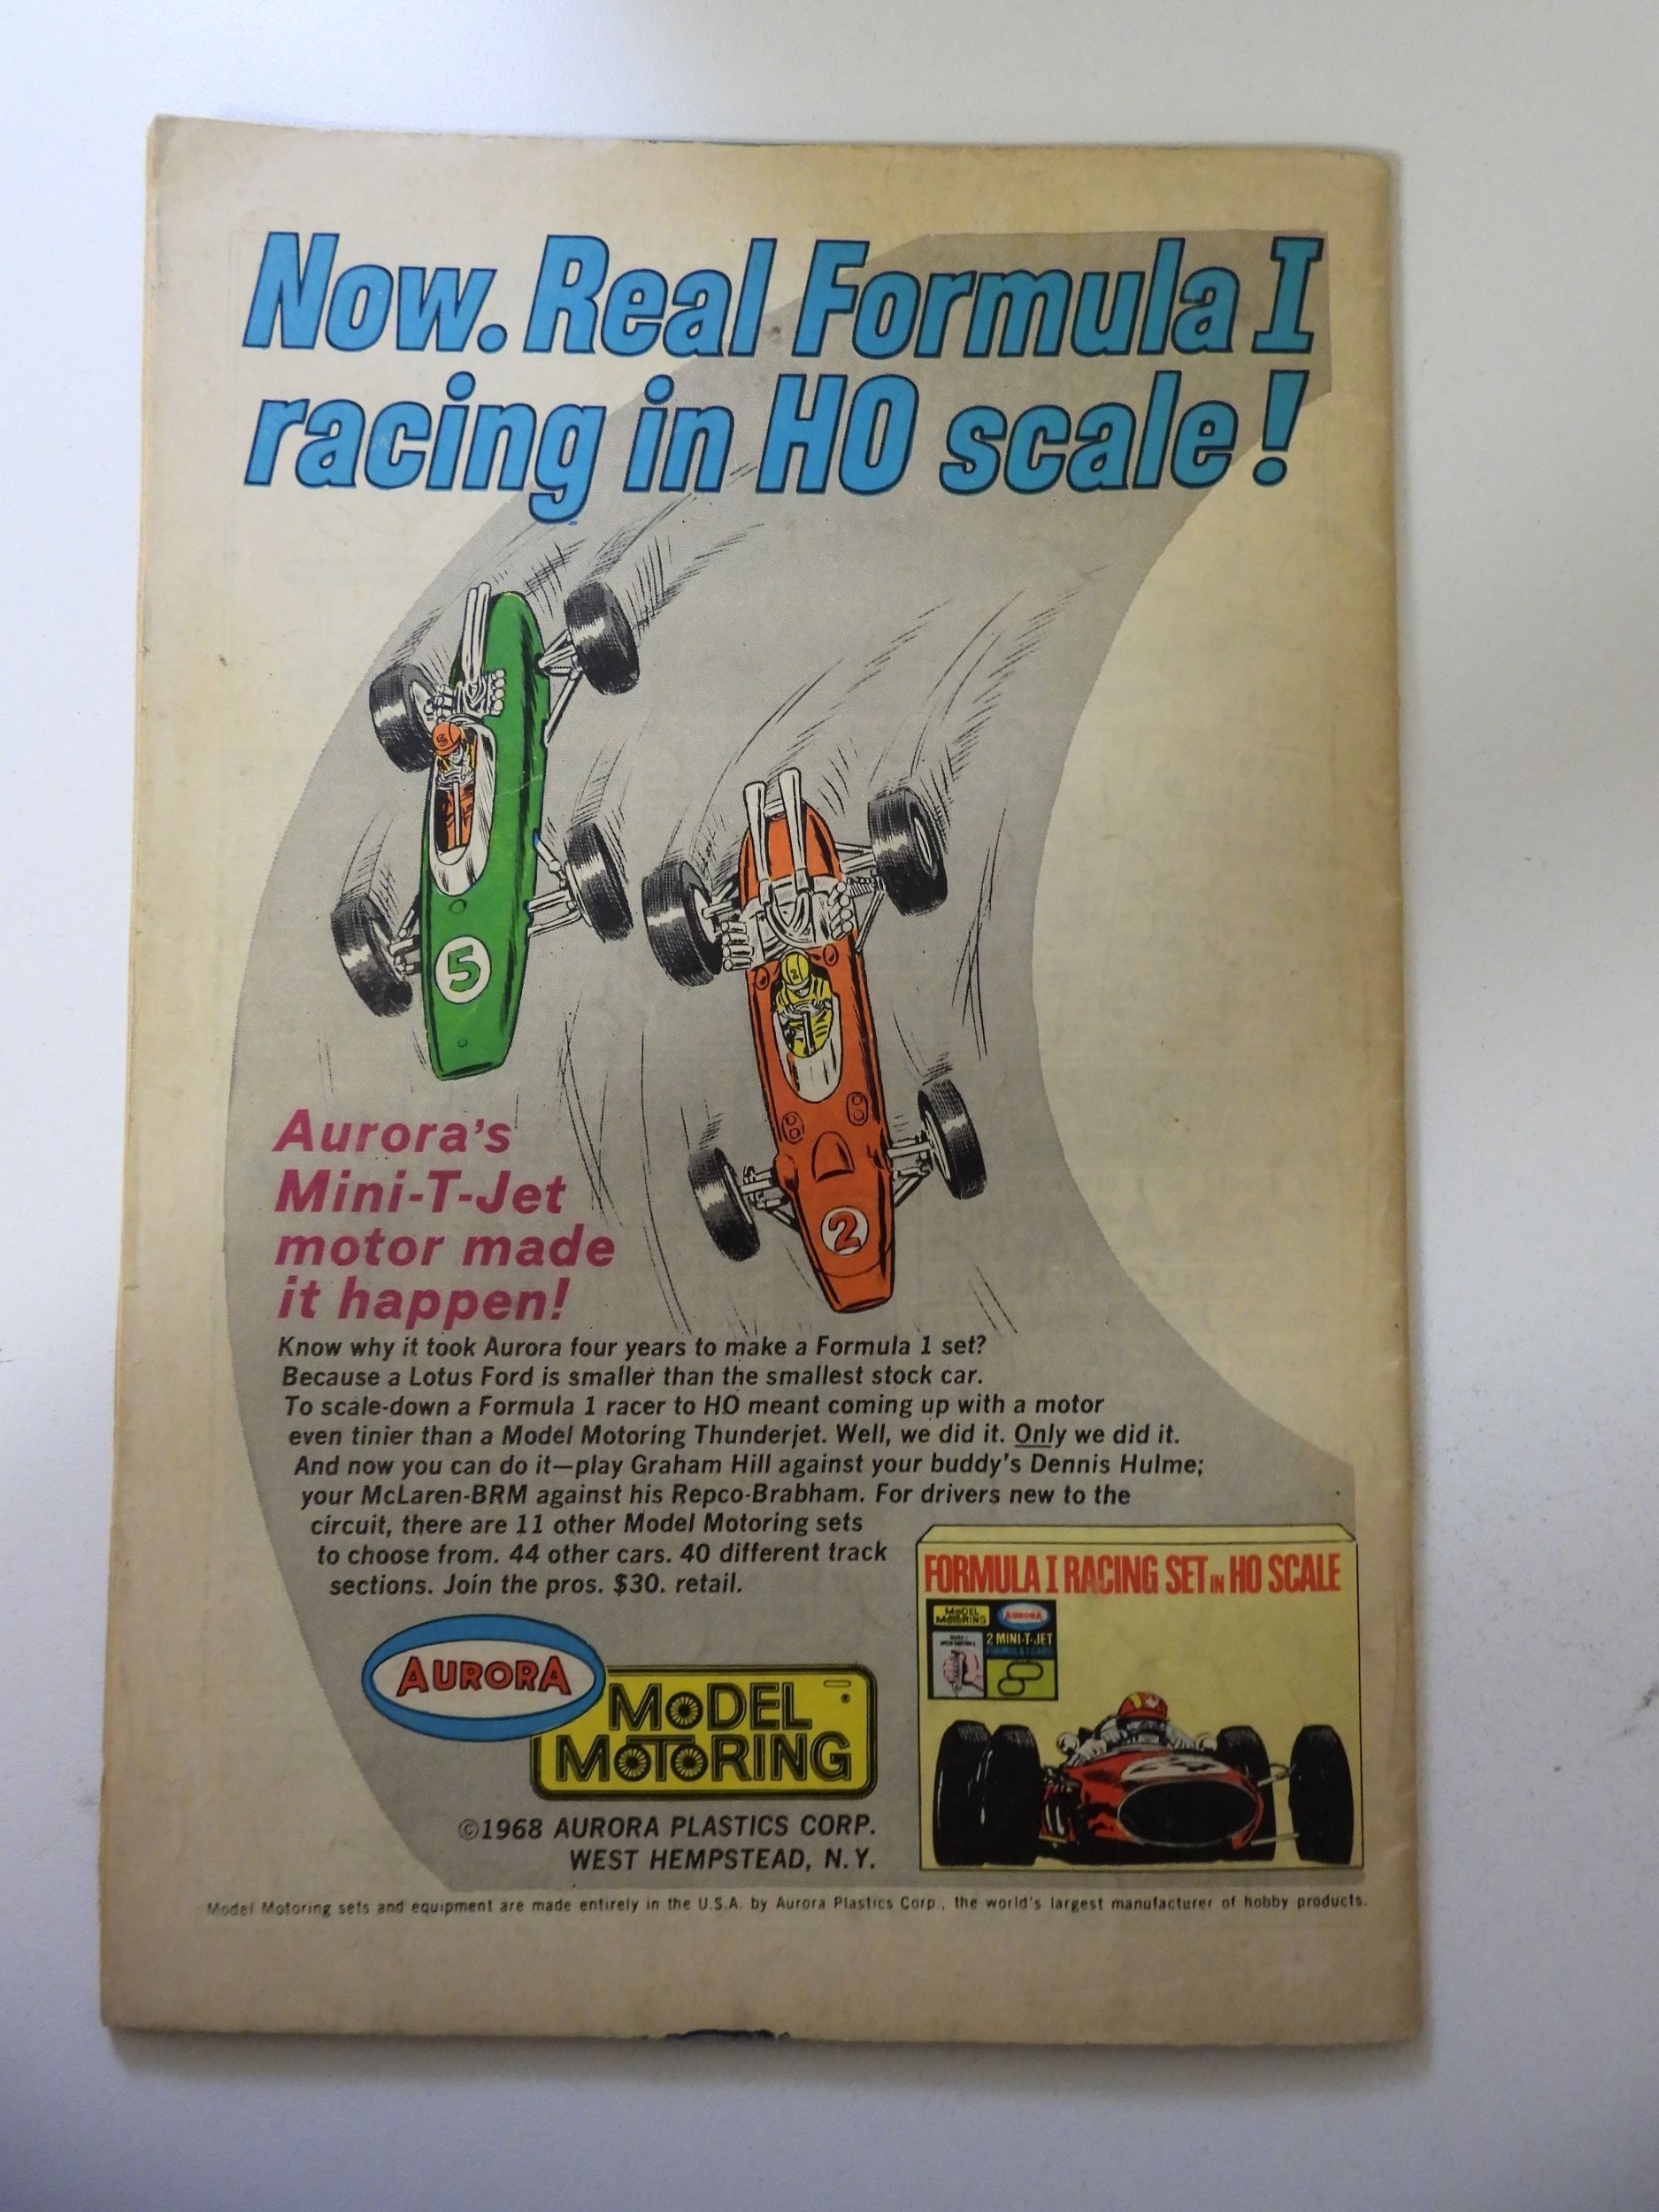 Now. Real Formula I
racing in HO scale!
5
5
2
2
Aurora's
Mini-T-Jet
motor made
it happen!
Know why it took Aurora four years to make a Formula 1 set?
Because a Lotus Ford is smaller than the smallest stock car.
To scale-down a Formula 1 racer to HO meant coming up with a motor
even tinier than a Model Motoring Thunderjet. Well, we did it. Only we did it.
And now you can do it—play Graham Hill against your buddy's Dennis Hulme;
your McLaren-BRM against his Repco-Brabham. For drivers new to the
circuit, there are 11 other Model Motoring sets
to choose from. 44 other cars. 40 different track
sections. Join the pros. $30. retail.
FORMULA I RACING SET IN HO SCALE
MODEL
MOTORING
AURORA
2 MINI-T-JET
FORMULA 1 CARS
AURORA
MODEL ®
MOTORING
©1968 AURORA PLASTICS CORP.
WEST HEMPSTEAD, N.Y.
Model Motoring sets and equipment are made entirely in the U.S.A. by Aurora Plastics Corp., the world's largest manufacturer of hobby products.